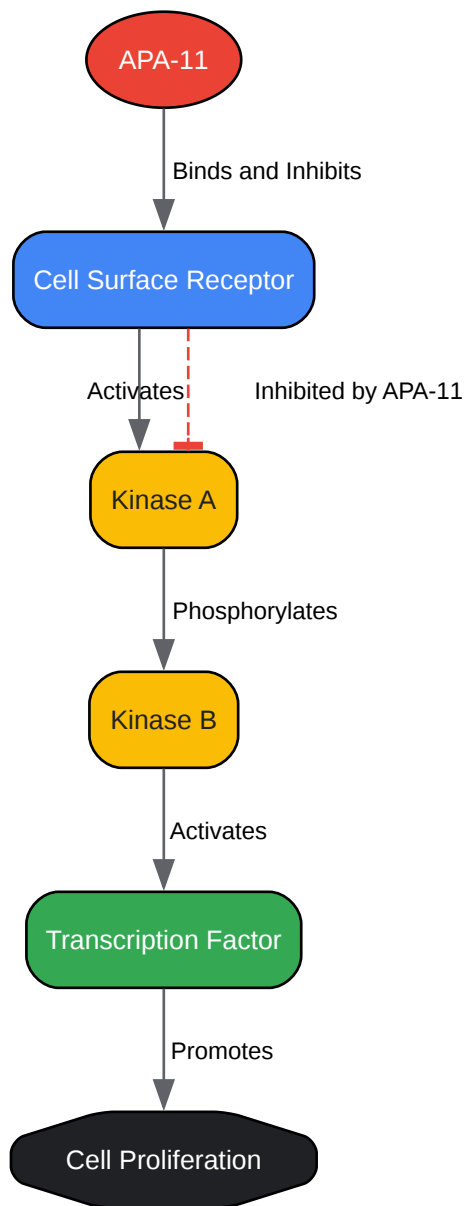 APA-11
Binds and Inhibits
Cell Surface Receptor
Activates
Inhibited by APA-11
Kinase A
Phosphorylates
Kinase B
Activates
Transcription Factor
Promotes
Cell Proliferation